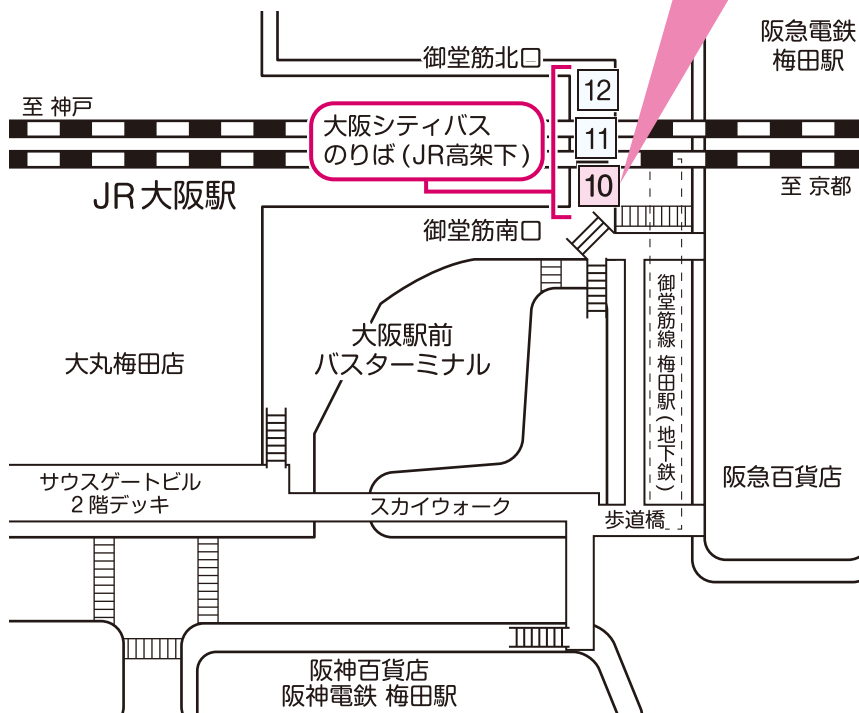 阪急電鉄
梅田駅
御堂筋北口
12
至 神戸
大阪シティバス
のりば(JR高架下)
11
10
至 京都
JR大阪駅
御堂筋南口
御堂筋線 梅田駅(地下鉄)
大阪駅前
バスターミナル
大丸梅田店
阪急百貨店
サウスゲートビル
2階デッキ
スカイウォーク
歩道橋
阪神百貨店
阪神電鉄 梅田駅